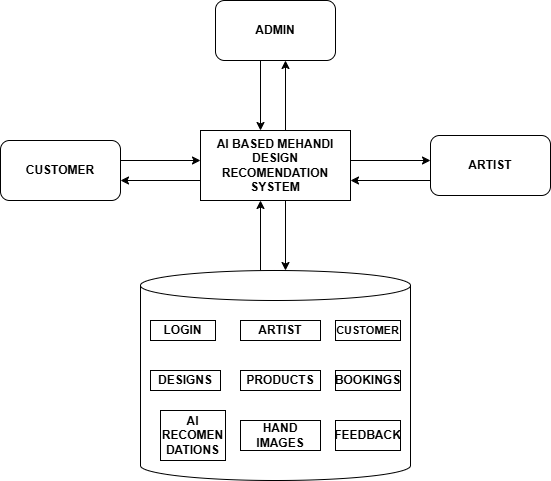 ADMIN
AI BASED MEHANDI
DESIGN
RECOMENDATION
SYSTEM
CUSTOMER
ARTIST
LOGIN
ARTIST
CUSTOMER
DESIGNS
PRODUCTS
BOOKINGS
AI
RECOMEN
DATIONS
HAND
IMAGES
FEEDBACK